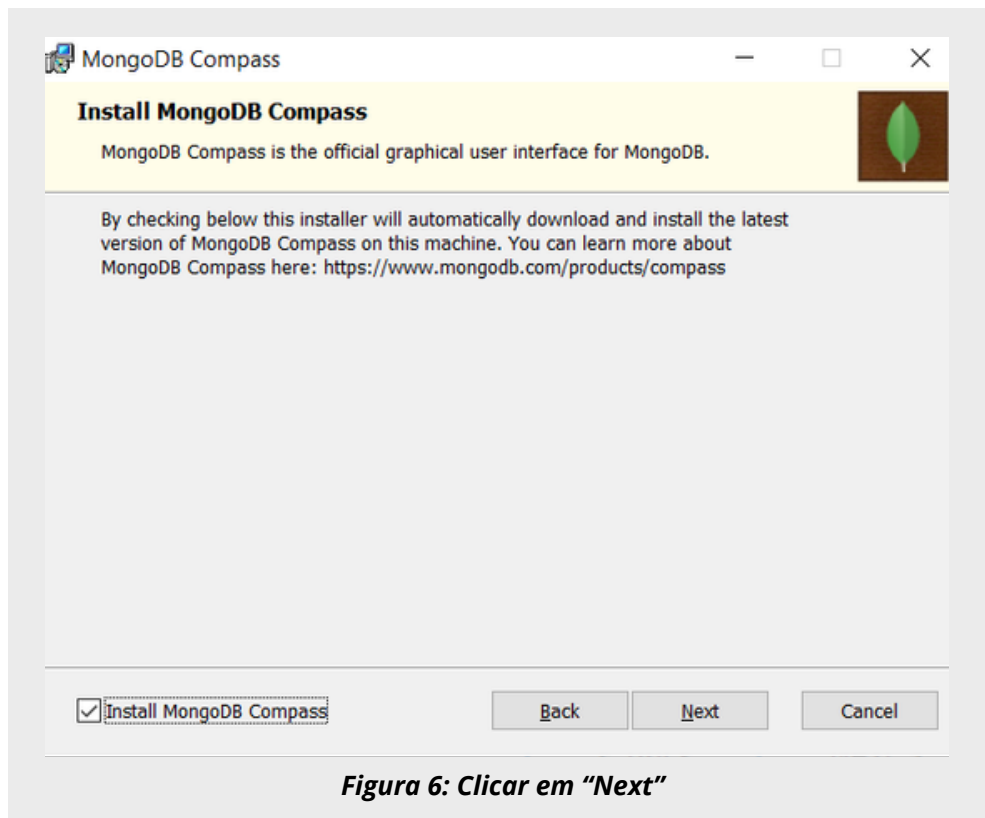 MongoDB Compass
Install MongoDB Compass
MongoDB Compass is the official graphical user interface for MongoDB.
By checking below this installer will automatically download and install the latest
version of MongoDB Compass on this machine. You can learn more about
MongoDB Compass here: https://www.mongodb.com/products/compass
Install MongoDB Compass
Back
Next
Cancel
Figura 6: Clicar em “Next”